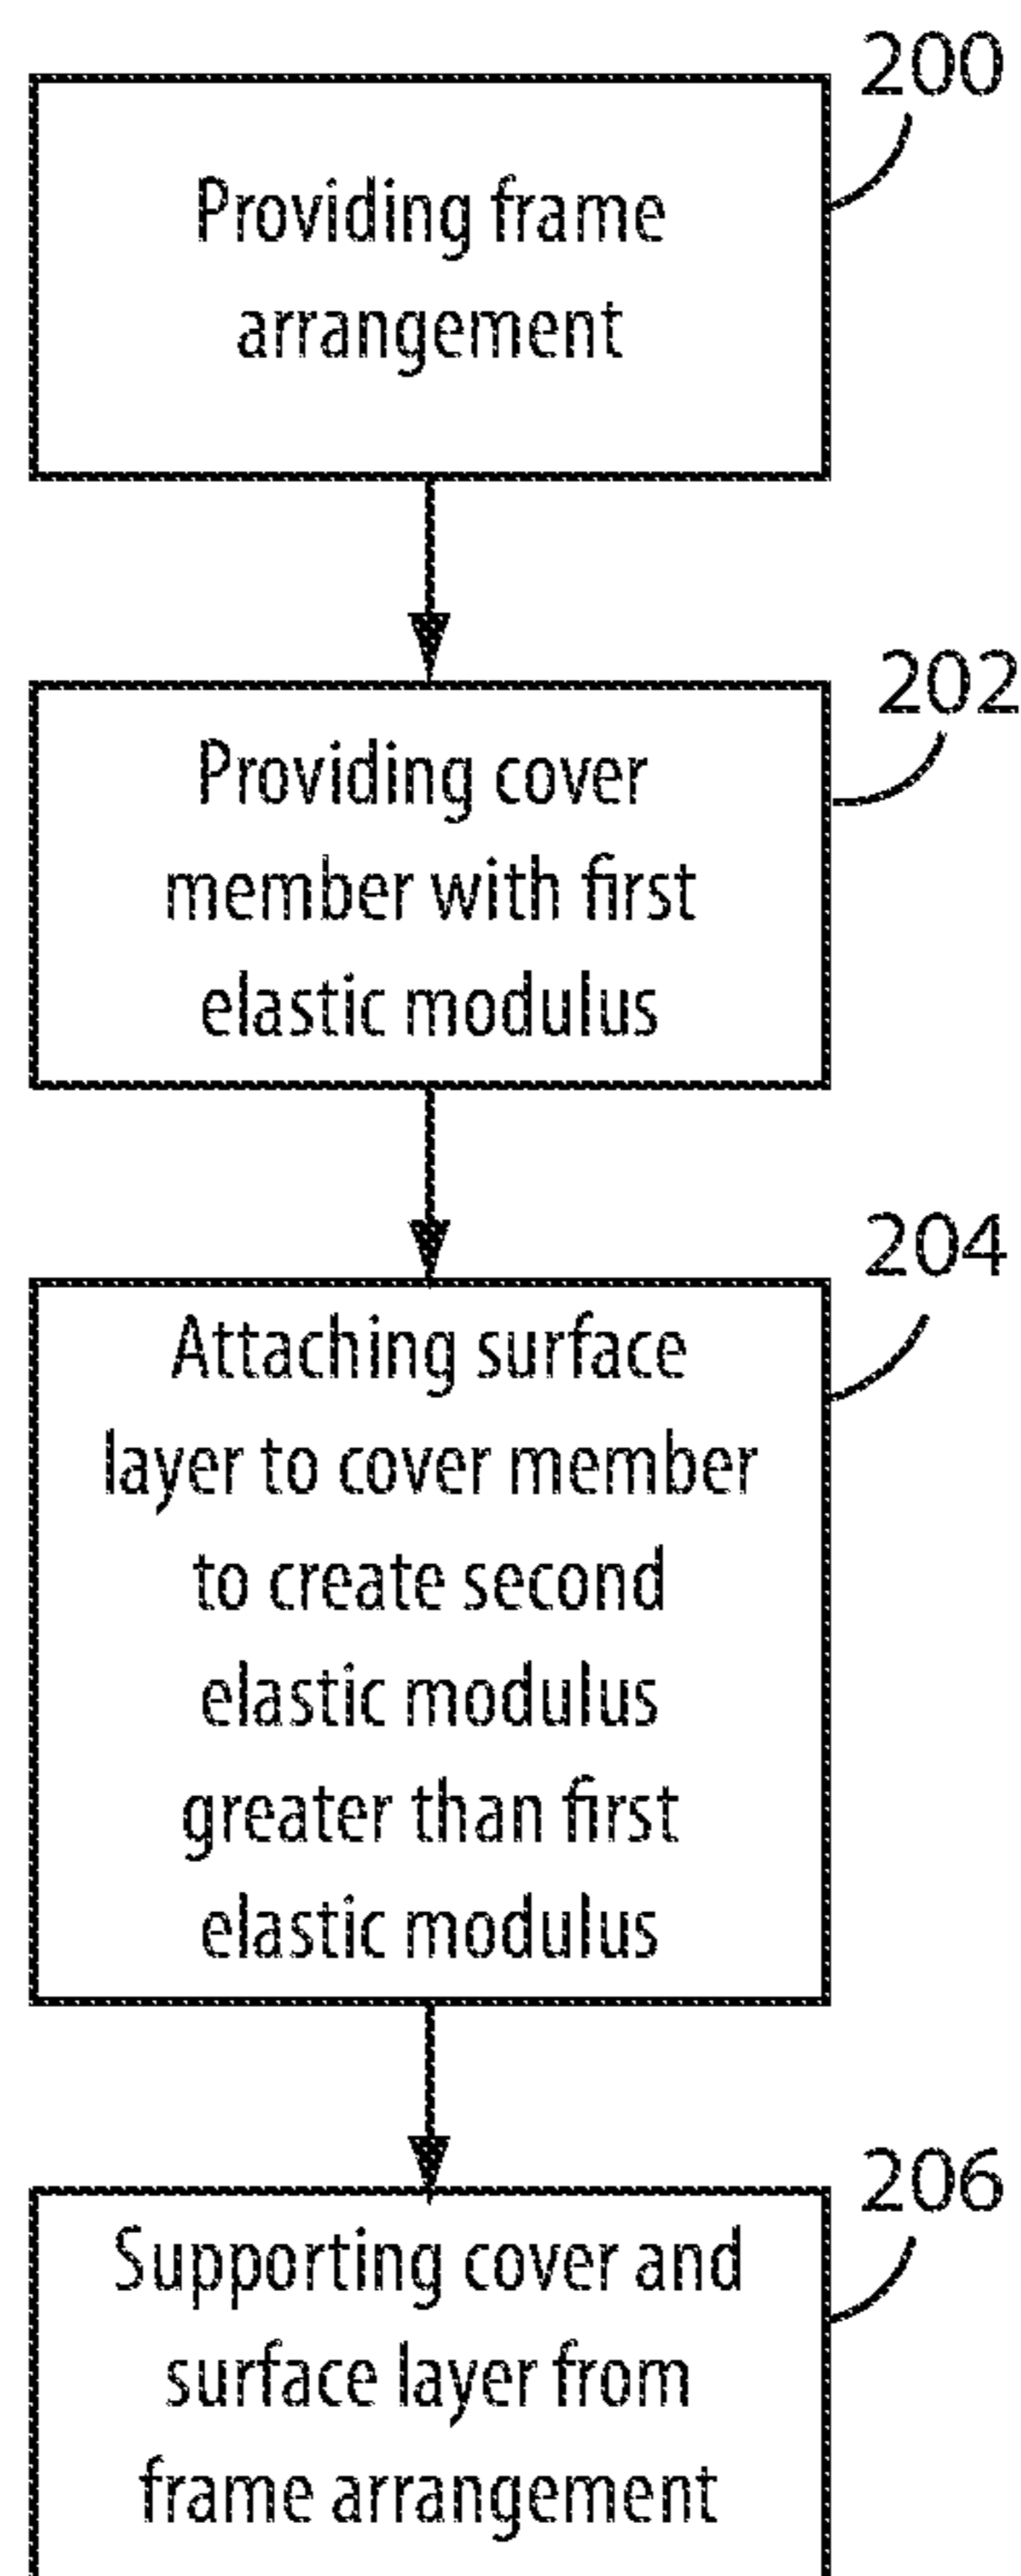 200
Providing frame
arrangement
202
Providing cover
member with first
elastic modulus
204
Attaching surface
layer to cover member
to create second
elastic modulus
greater than first
elastic modulus
206
Supporting cover and
surface layer from
frame arrangement